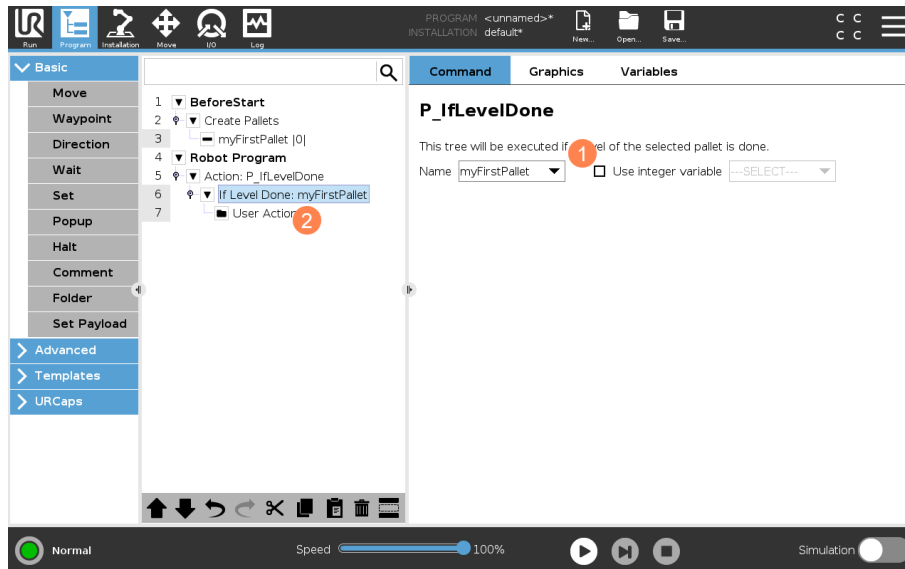 PROGRAM <unnamed>*
INSTALLATION default*
Run
Program
Installation
Move
I/O
Log
New...
Open...
Save...
C C
C C
Basic
Move
Waypoint
Direction
Wait
Set
Popup
Halt
Comment
Folder
Set Payload
Advanced
Templates
URCaps
1 BeforeStart
2 Create Pallets
3 myFirstPallet |0|
4 Robot Program
5 Action: P_IfLevelDone
6 If Level Done: myFirstPallet
7 User Action
2
Command Graphics Variables
P_IfLevelDone
This tree will be executed if level of the selected pallet is done.
1
Name myFirstPallet Use integer variable ---SELECT---
Normal
Speed 100%
Simulation